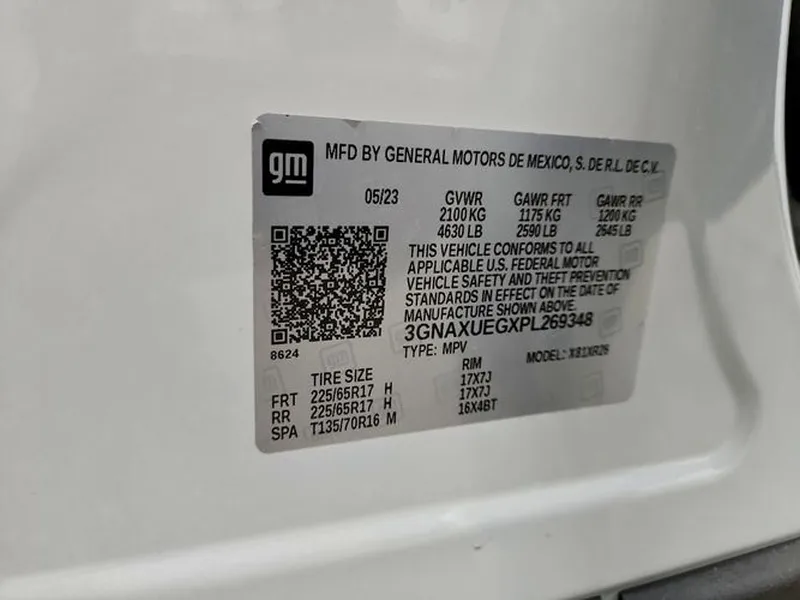 gm
MFD BY GENERAL MOTORS DE MEXICO, S. DE R.L. DE C.V.
05/23 GVWR GAWR FRT GAWR RR
2100 KG 1175 KG 1200 KG
4630 LB 2590 LB 2645 LB
THIS VEHICLE CONFORMS TO ALL
APPLICABLE U.S. FEDERAL MOTOR
VEHICLE SAFETY AND THEFT PREVENTION
STANDARDS IN EFFECT ON THE DATE OF
MANUFACTURE SHOWN ABOVE.
3GNAXUEGXPL269348
8624 TYPE: MPV MODEL: X81XR26
TIRE SIZE RIM
FRT 225/65R17 H 17X7J
RR 225/65R17 H 17X7J
SPA T135/70R16 M 16X4BT